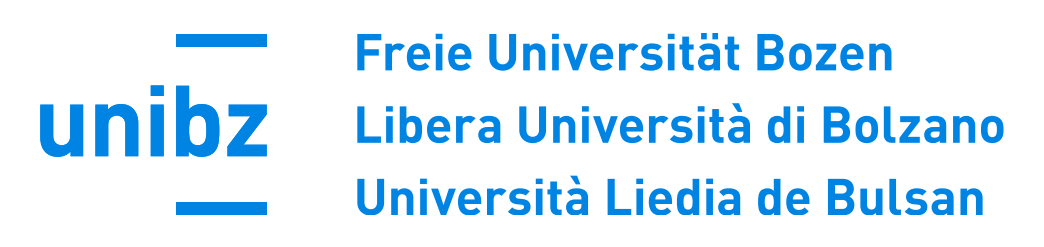 unibz
Freie Universität Bozen
Libera Università di Bolzano
Università Liedia de Bulsan